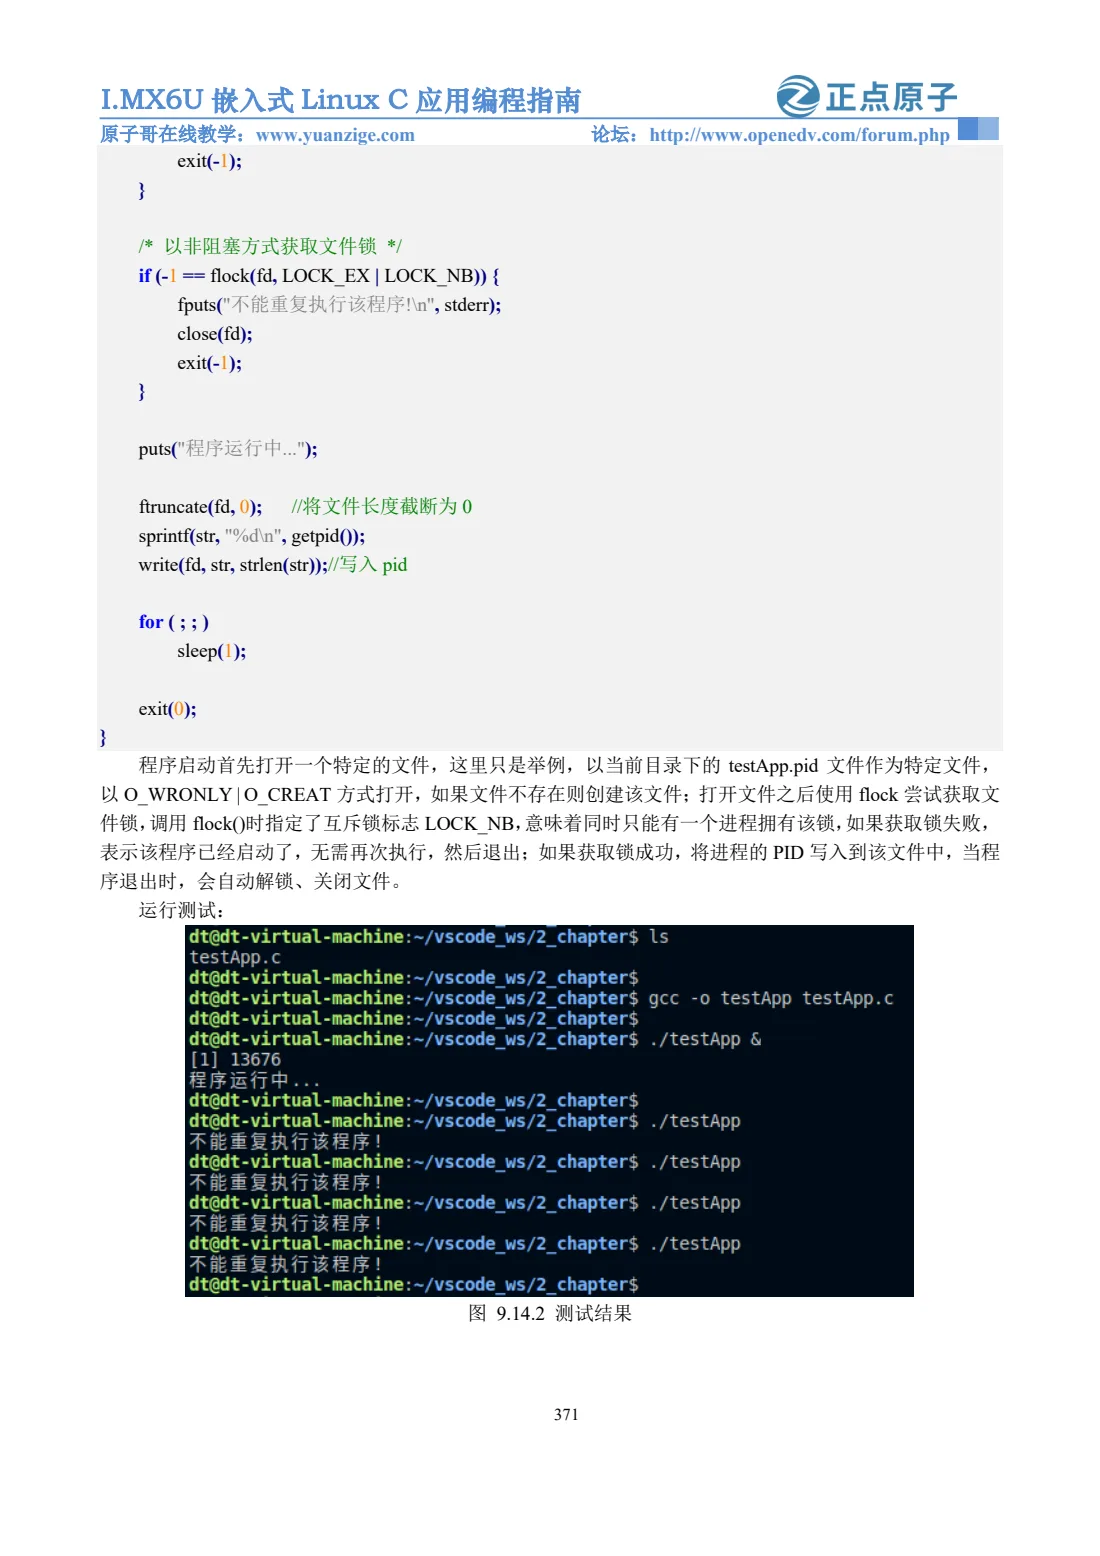 I.MX6U 嵌入式 Linux C 应用编程指南
正点原子
原子哥在线教学：www.yuanzige.com 论坛：http://www.openedv.com/forum.php
exit(-1);
}
/* 以非阻塞方式获取文件锁 */
if (-1 == flock(fd, LOCK_EX | LOCK_NB)) {
fputs("不能重复执行该程序!\n", stderr);
close(fd);
exit(-1);
}
puts("程序运行中...");
ftruncate(fd, 0); //将文件长度截断为 0
sprintf(str, "%d\n", getpid());
write(fd, str, strlen(str));//写入 pid
for ( ; ; )
sleep(1);
exit(0);
}
程序启动首先打开一个特定的文件，这里只是举例，以当前目录下的 testApp.pid 文件作为特定文件，
以 O_WRONLY | O_CREAT 方式打开，如果文件不存在则创建该文件；打开文件之后使用 flock 尝试获取文
件锁，调用 flock()时指定了互斥锁标志 LOCK_NB，意味着同时只能有一个进程拥有该锁，如果获取锁失败，
表示该程序已经启动了，无需再次执行，然后退出；如果获取锁成功，将进程的 PID 写入到该文件中，当程
序退出时，会自动解锁、关闭文件。
运行测试：
dt@dt-virtual-machine:~/vscode_ws/2_chapter$ ls
testApp.c
dt@dt-virtual-machine:~/vscode_ws/2_chapter$
dt@dt-virtual-machine:~/vscode_ws/2_chapter$ gcc -o testApp testApp.c
dt@dt-virtual-machine:~/vscode_ws/2_chapter$
dt@dt-virtual-machine:~/vscode_ws/2_chapter$ ./testApp &
[1] 13676
程序运行中...
dt@dt-virtual-machine:~/vscode_ws/2_chapter$
dt@dt-virtual-machine:~/vscode_ws/2_chapter$ ./testApp
不能重复执行该程序!
dt@dt-virtual-machine:~/vscode_ws/2_chapter$ ./testApp
不能重复执行该程序!
dt@dt-virtual-machine:~/vscode_ws/2_chapter$ ./testApp
不能重复执行该程序!
dt@dt-virtual-machine:~/vscode_ws/2_chapter$ ./testApp
不能重复执行该程序!
dt@dt-virtual-machine:~/vscode_ws/2_chapter$
图 9.14.2 测试结果
371